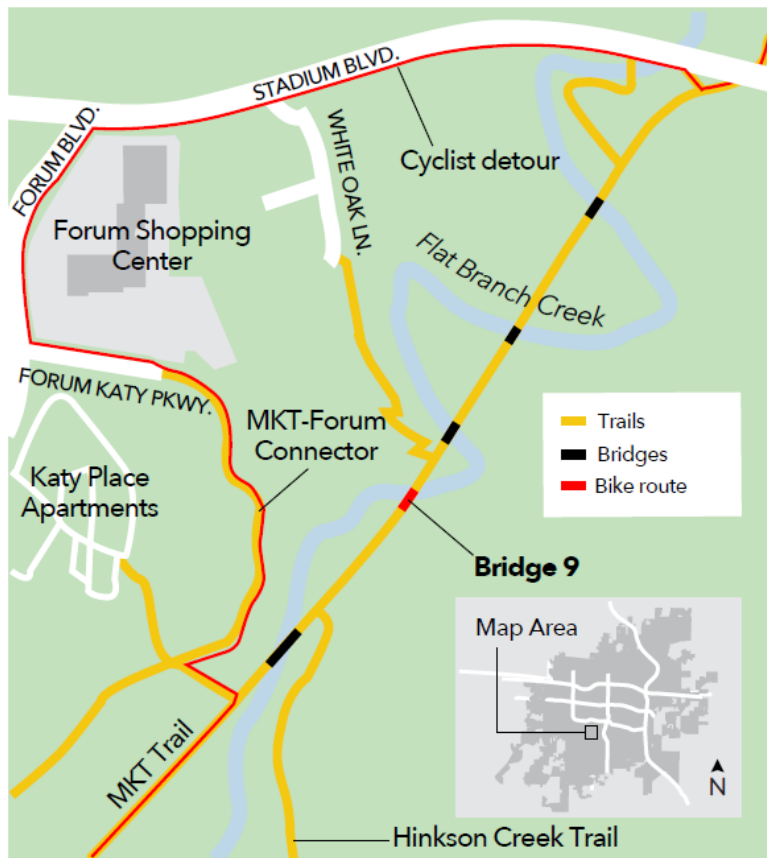 STADIUM BLVD.
FORUM BLVD.
WHITE OAK LN.
Cyclist detour
Forum Shopping
Center
Flat Branch Creek
FORUM KATY PKWY.
MKT-Forum
Connector
Trails
Bridges
Bike route
Katy Place
Apartments
Bridge 9
Map Area
N
MKT Trail
Hinkson Creek Trail